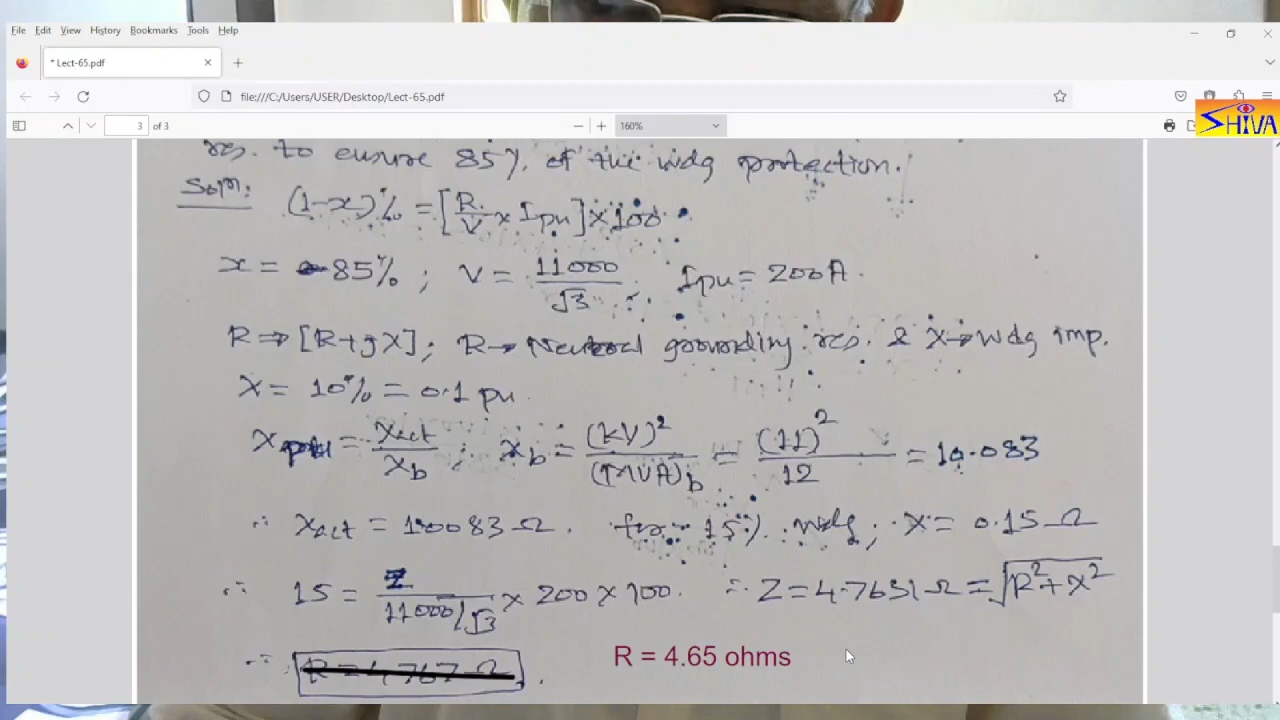 File Edit View History Bookmarks Tools Help
* Lect-65.pdf
file:///C:/Users/USER/Desktop/Lect-65.pdf
SHIVA
3 of 3
160%
res. to ensure 85% of the wdg protection.
Soln:
(1-x)% = [R/V × Ipu] × 100
x = 85% ; V = 11000/√3 ; Ipu = 200A.
R ⇒ [R+jX] ; R → Neutral grounding res. & X → wdg imp.
X = 10% = 0.1 pu
Xpu = Xact/Xb ; Xb = (KV)²/(MVA)b = (11)²/12 = 10.083
∴ Xact = 1.0083 Ω. for 15% wdg ; X = 0.15 Ω
∴ 15 = Z/(11000/√3) × 200 × 100. ∴ Z = 4.7631 Ω = √R²+X²
∴ R = 4.767 Ω.
R = 4.65 ohms